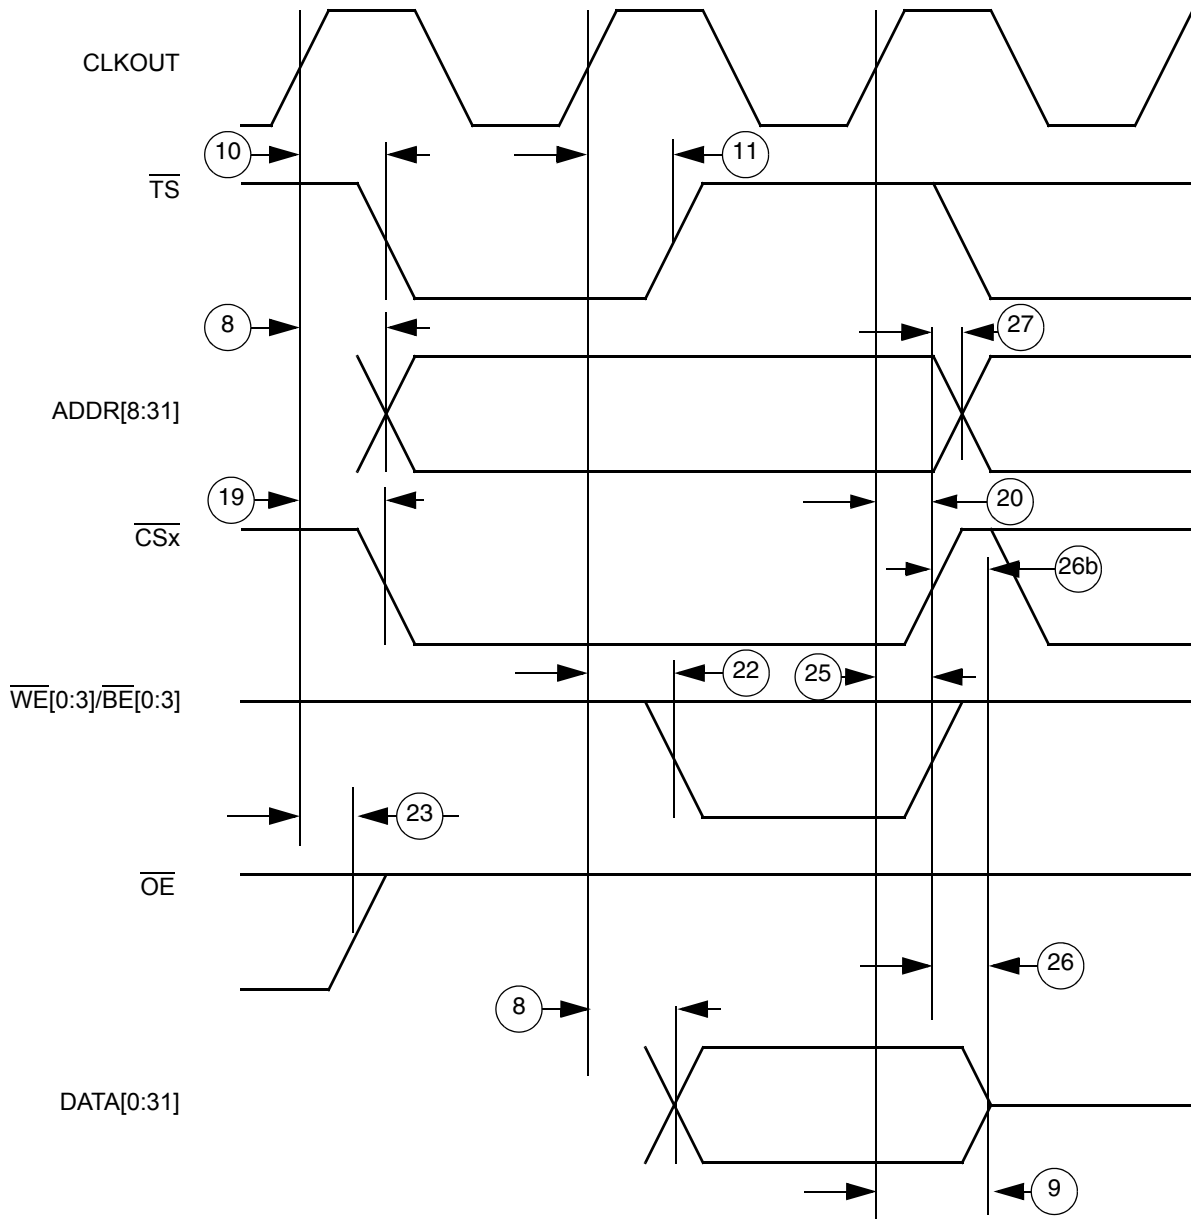 CLKOUT
10
11
TS
8
27
ADDR[8:31]
19
20
CSx
26b
22
25
WE[0:3]/BE[0:3]
23
OE
26
8
DATA[0:31]
9